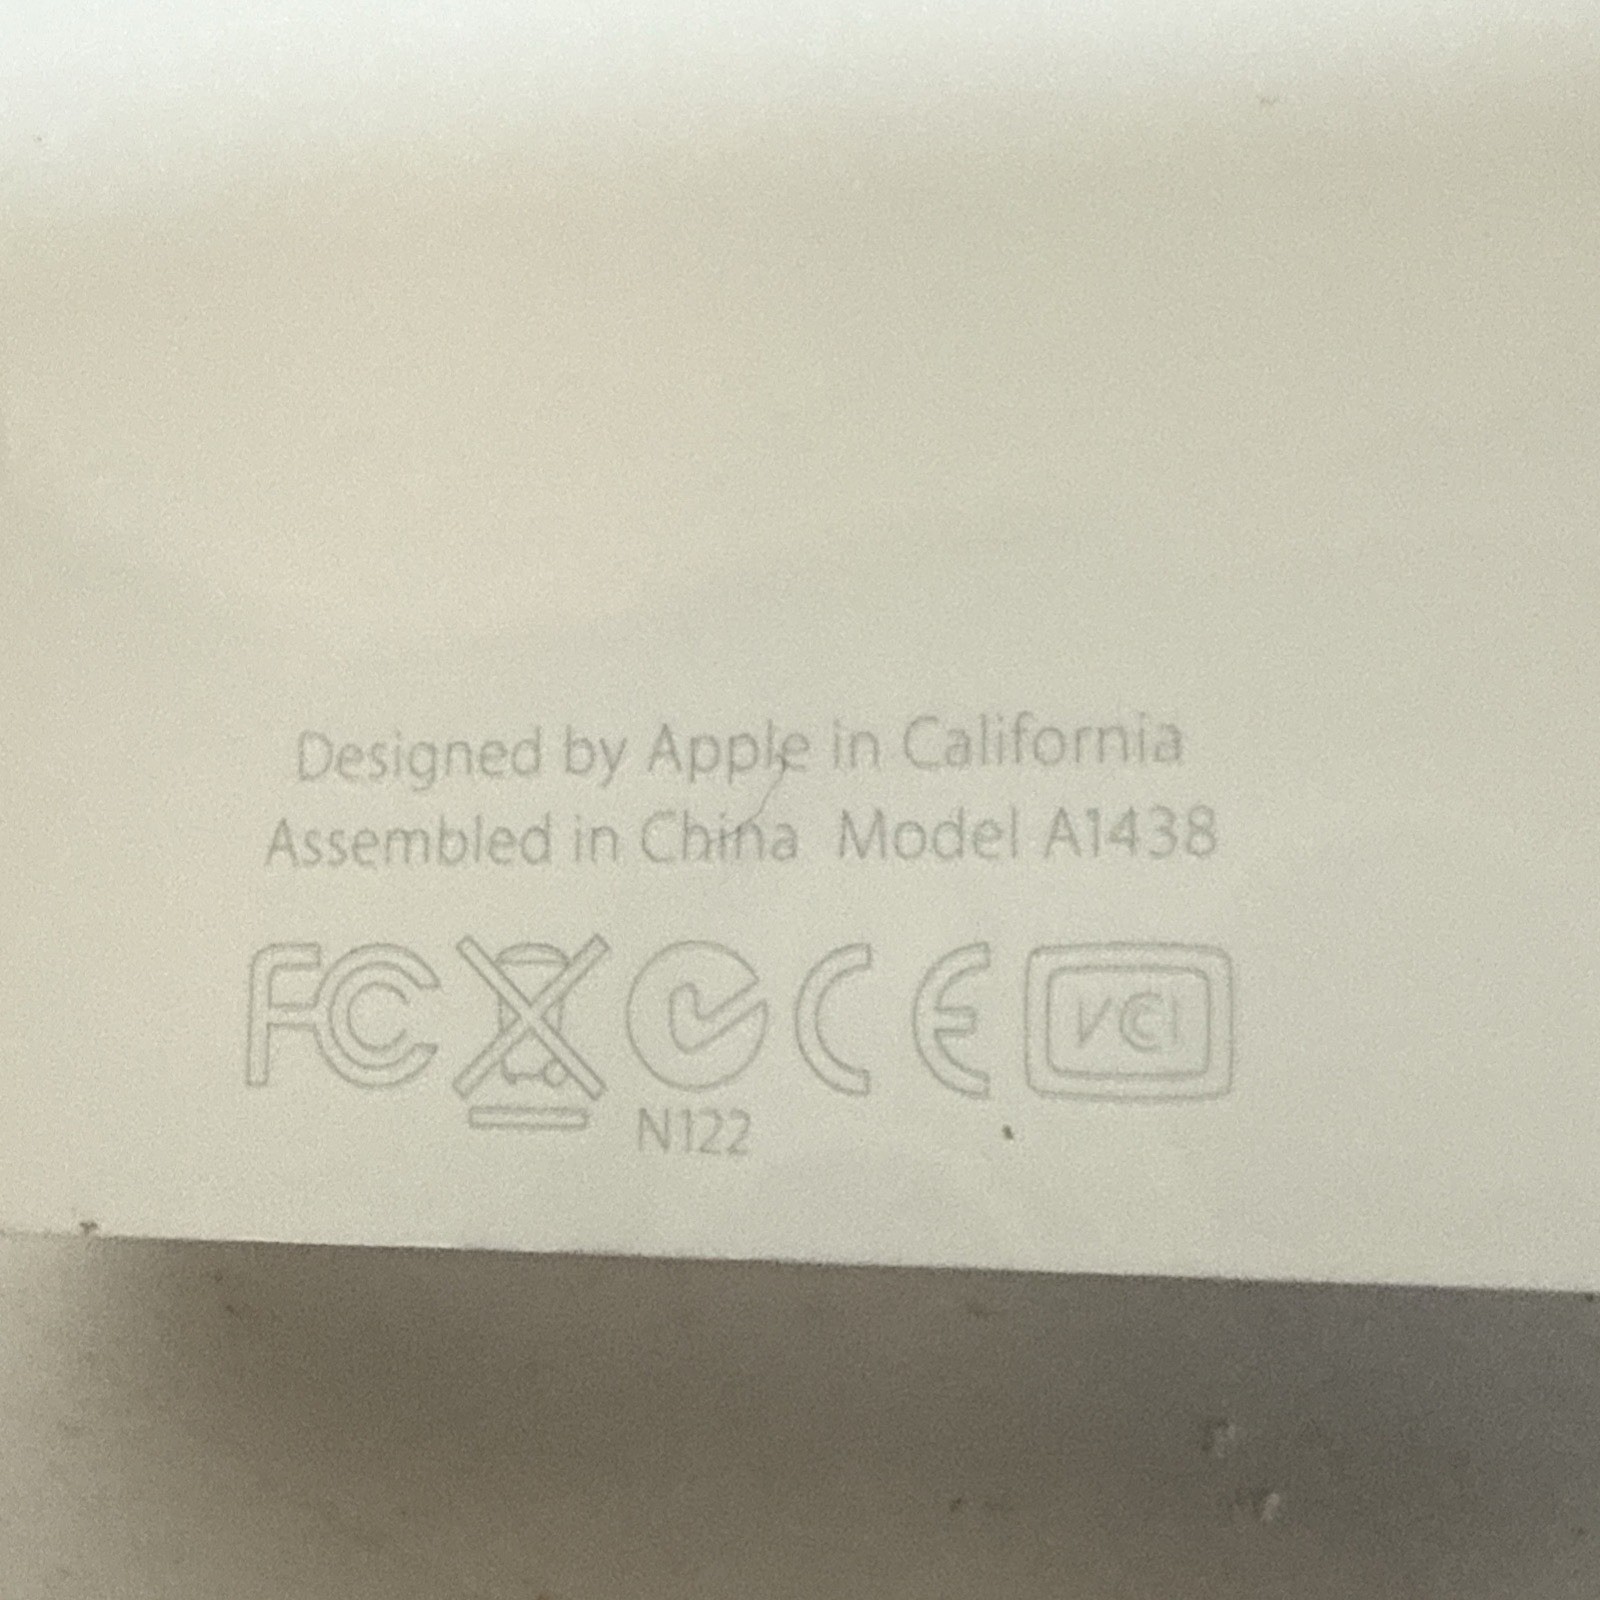 Designed by Apple in California
Assembled in China Model A1438
FC CE VCI
N122